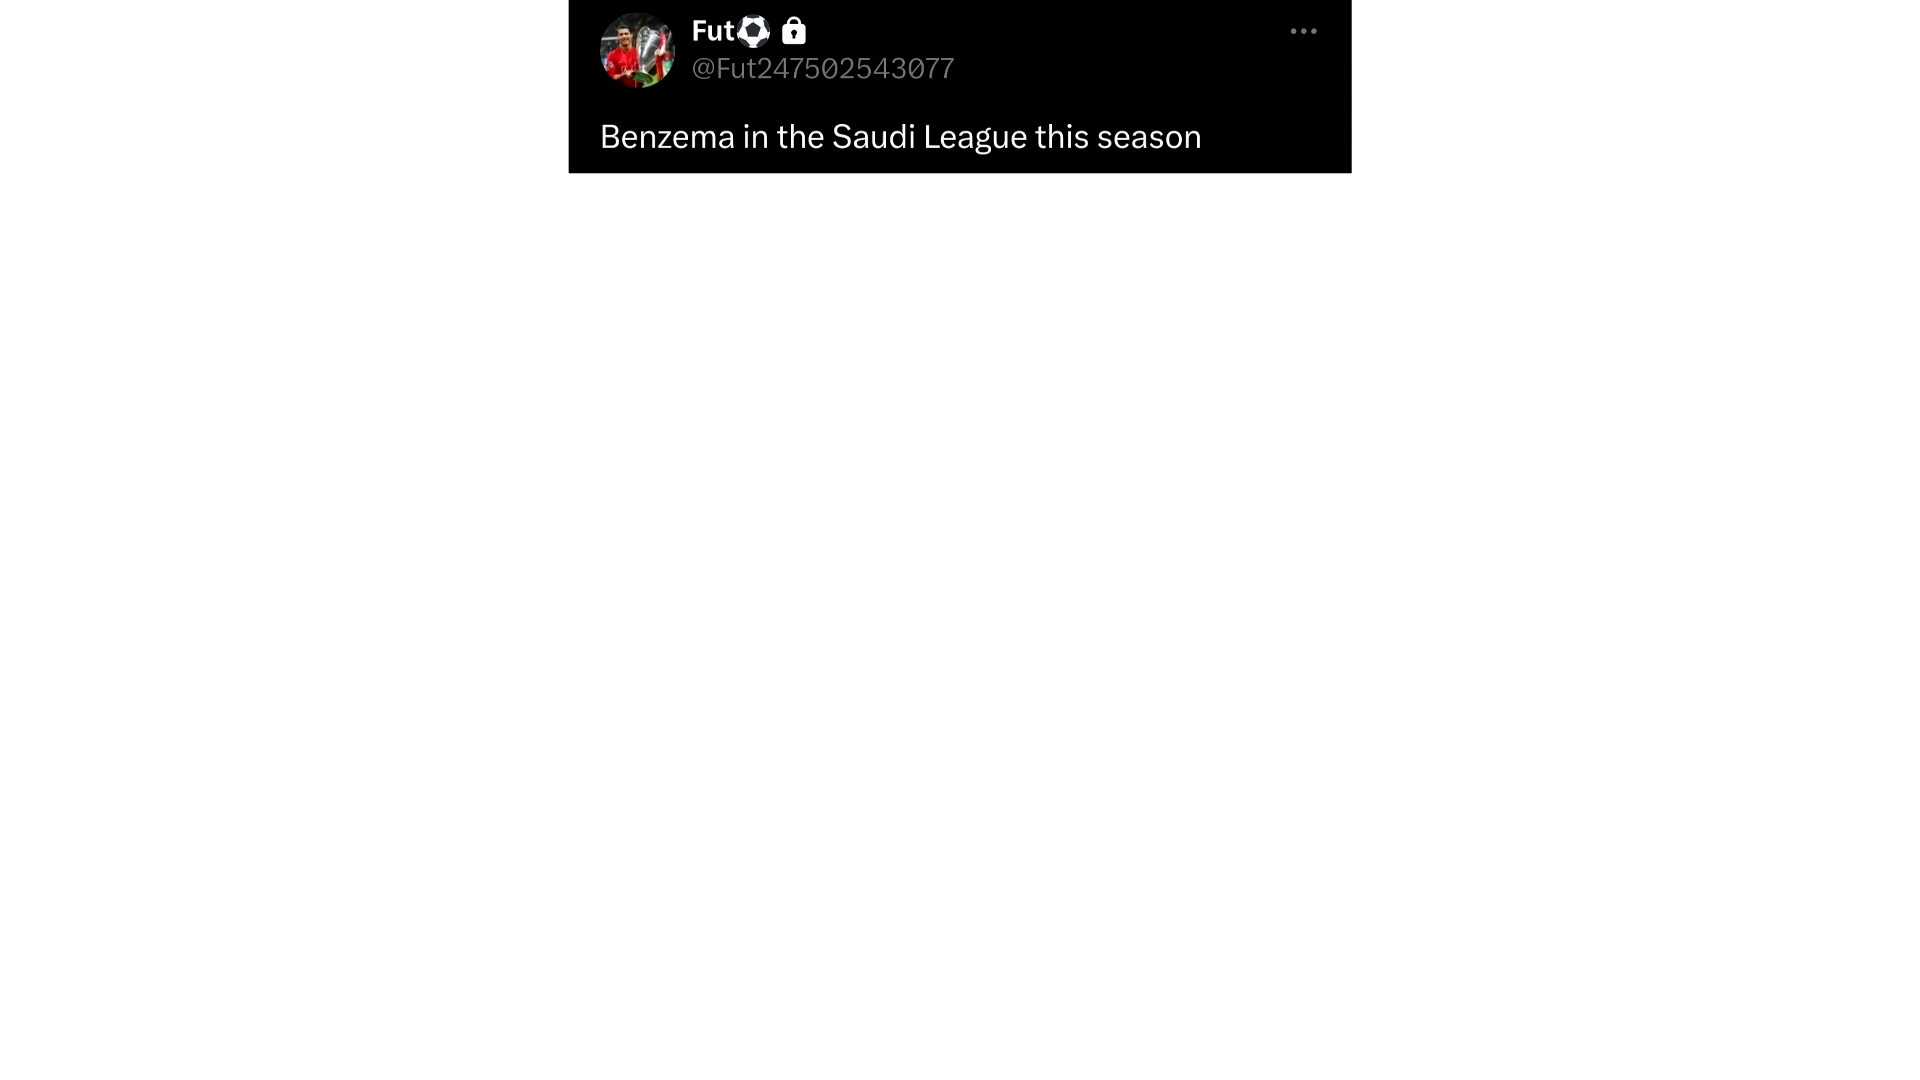 Fut⚽🔒
@Fut247502543077
Benzema in the Saudi League this season